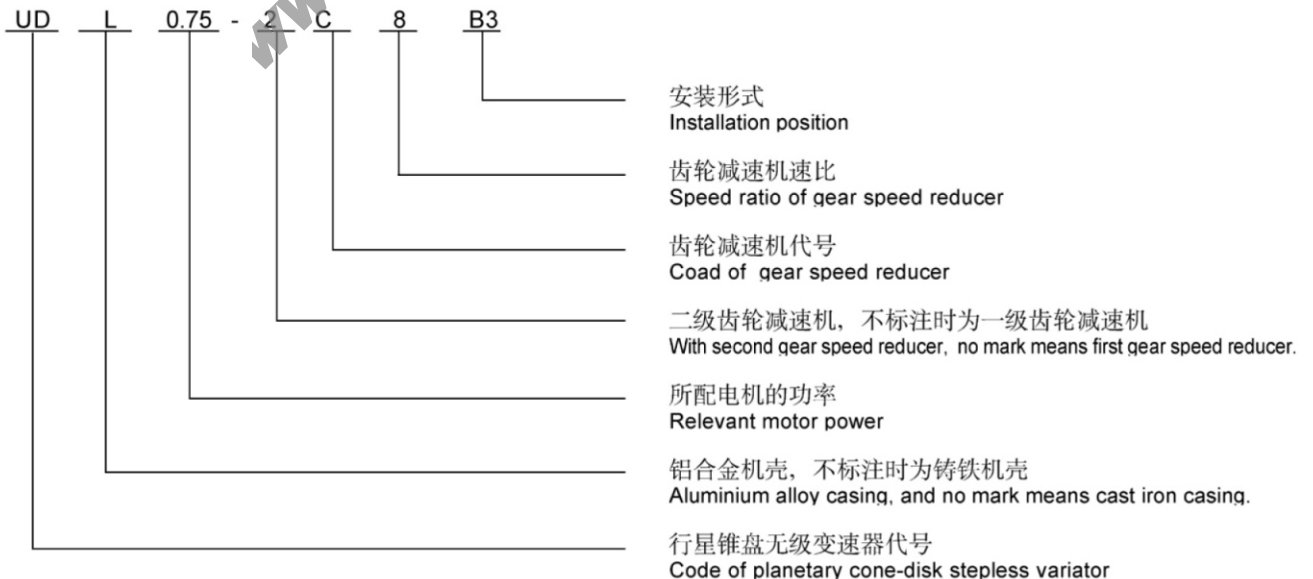 UD L 0.75 - 2 C 8 B3
安装形式
Installation position
齿轮减速机速比
Speed ratio of gear speed reducer
齿轮减速机代号
Coad of gear speed reducer
二级齿轮减速机，不标注时为一级齿轮减速机
With second gear speed reducer, no mark means first gear speed reducer.
所配电机的功率
Relevant motor power
铝合金机壳，不标注时为铸铁机壳
Aluminium alloy casing, and no mark means cast iron casing.
行星锥盘无级变速器代号
Code of planetary cone-disk stepless variator